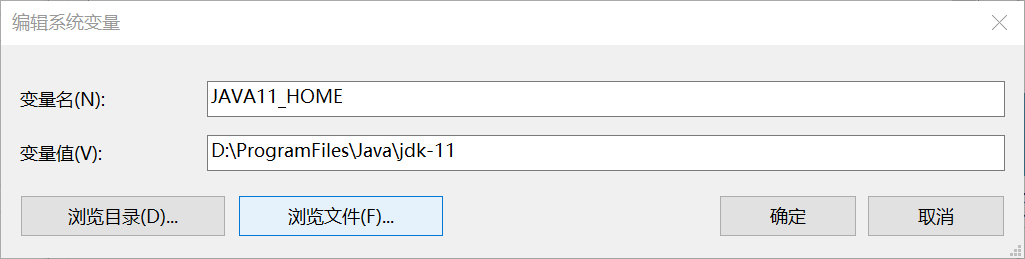 编辑系统变量
变量名(N):
JAVA11_HOME
变量值(V):
D:\ProgramFiles\Java\jdk-11
浏览目录(D)...
浏览文件(F)...
确定
取消